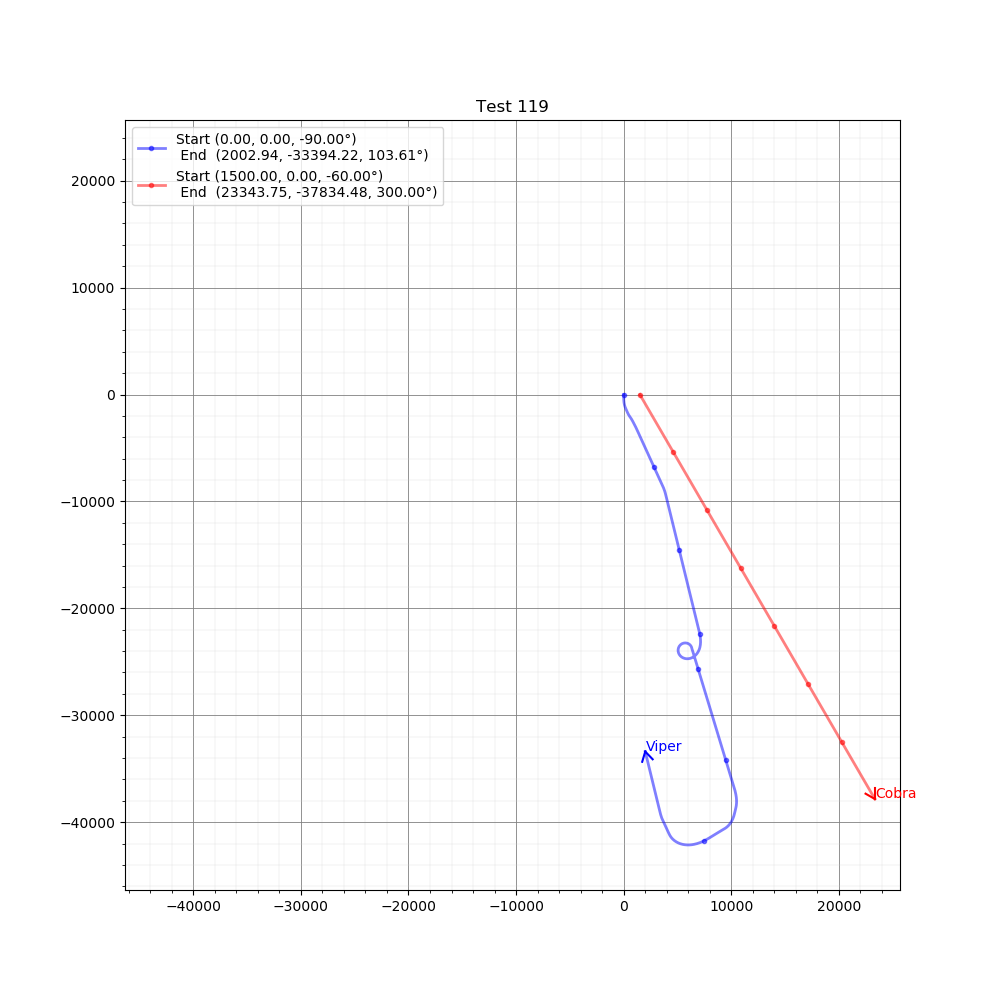 Test 119
Start (0.00, 0.00, -90.00°)
End  (2002.94, -33394.22, 103.61°)
Start (1500.00, 0.00, -60.00°)
End  (23343.75, -37834.48, 300.00°)
20000
10000
0
−10000
−20000
−30000
−40000
Viper
Cobra
−40000 −30000 −20000 −10000 0 10000 20000